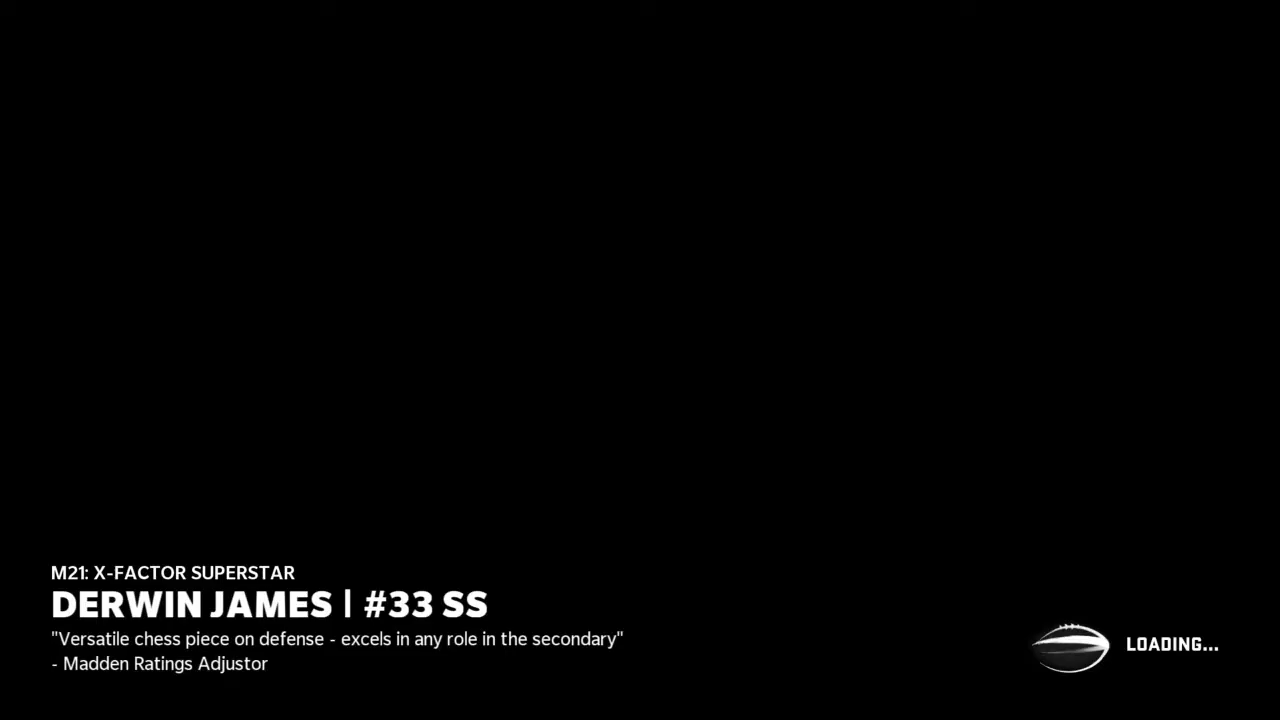 M21: X-FACTOR SUPERSTAR
DERWIN JAMES | #33 SS
"Versatile chess piece on defense - excels in any role in the secondary"
- Madden Ratings Adjustor
LOADING...